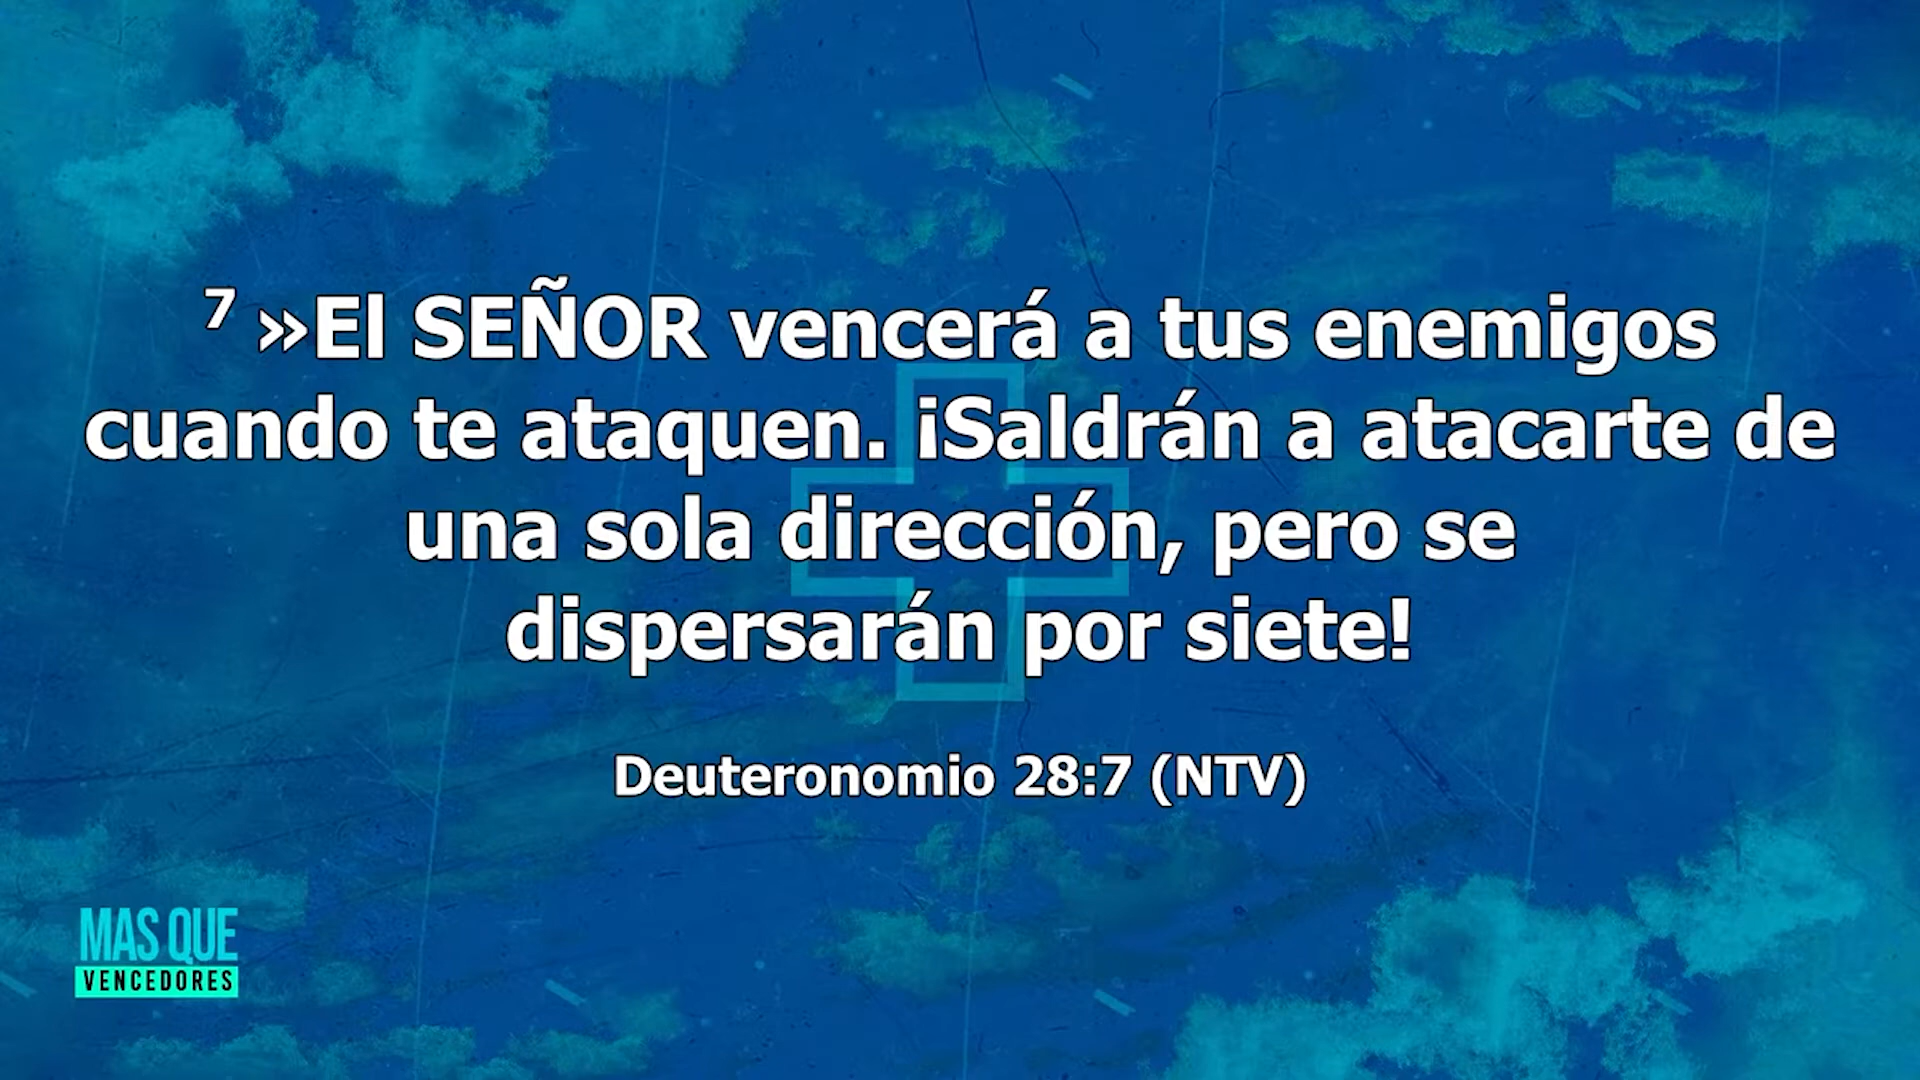 7 »El SEÑOR vencerá a tus enemigos
cuando te ataquen. ¡Saldrán a atacarte de
una sola dirección, pero se
dispersarán por siete!
Deuteronomio 28:7 (NTV)
MAS QUE
VENCEDORES